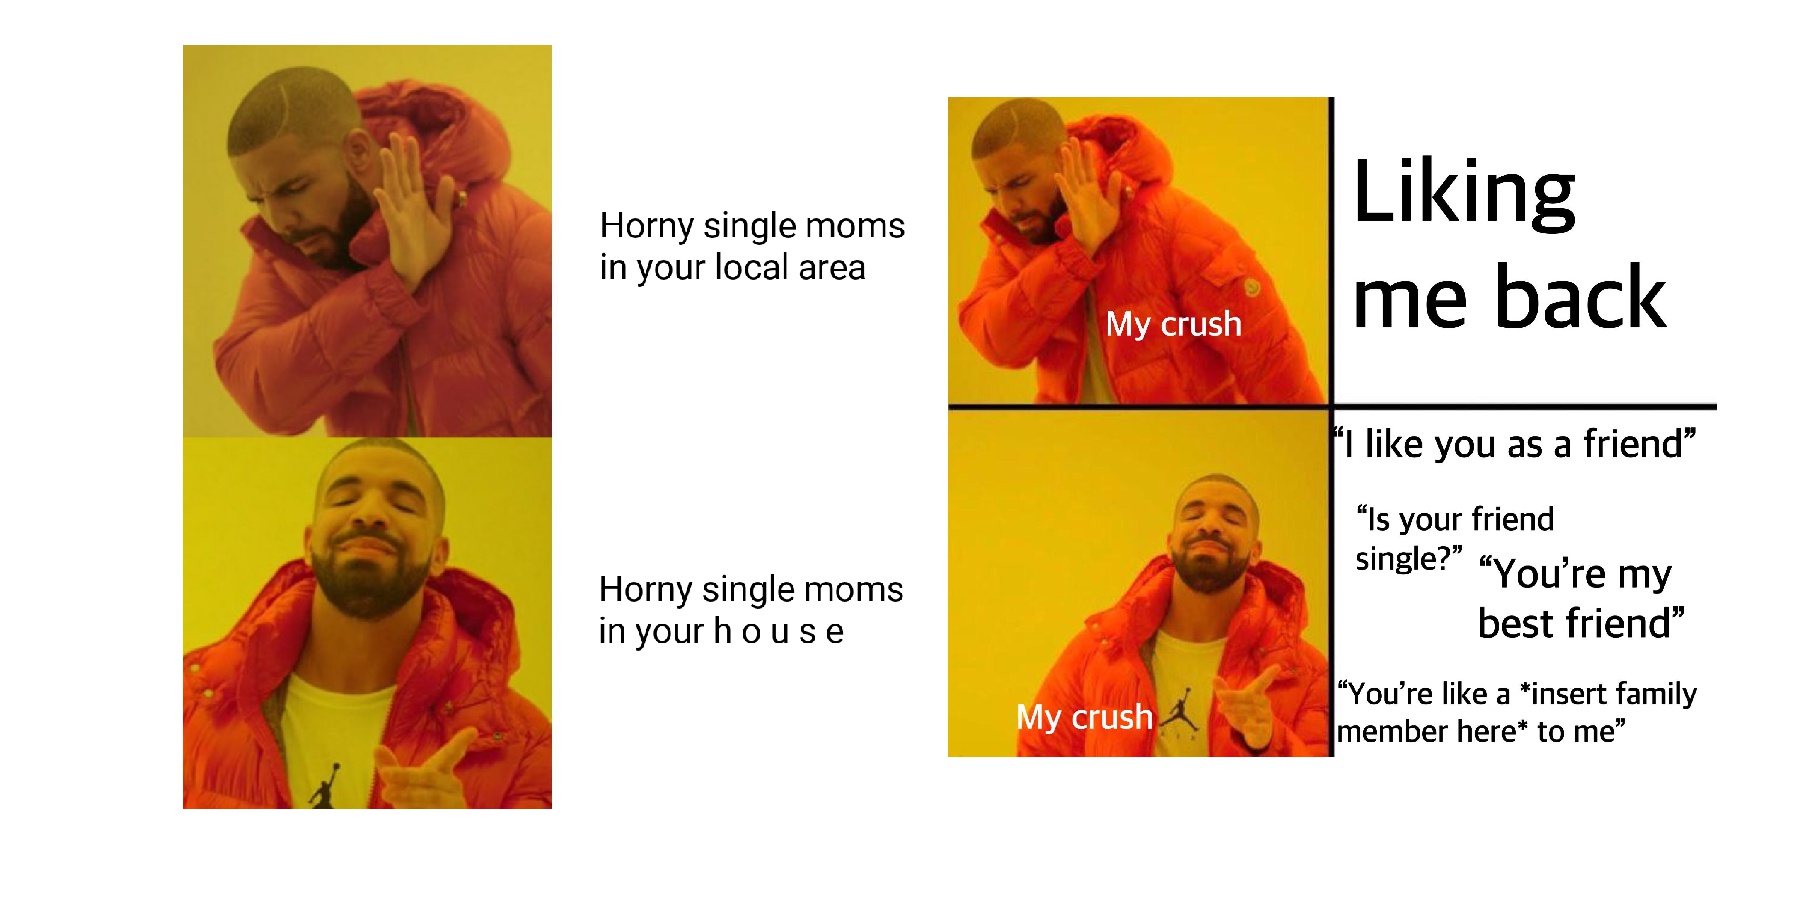 Horny single moms
in your local area
Horny single moms
in your h o u s e
My crush
Liking
me back
My crush
“I like you as a friend”
“Is your friend
single?”
“You’re my
best friend”
“You’re like a *insert family
member here* to me”